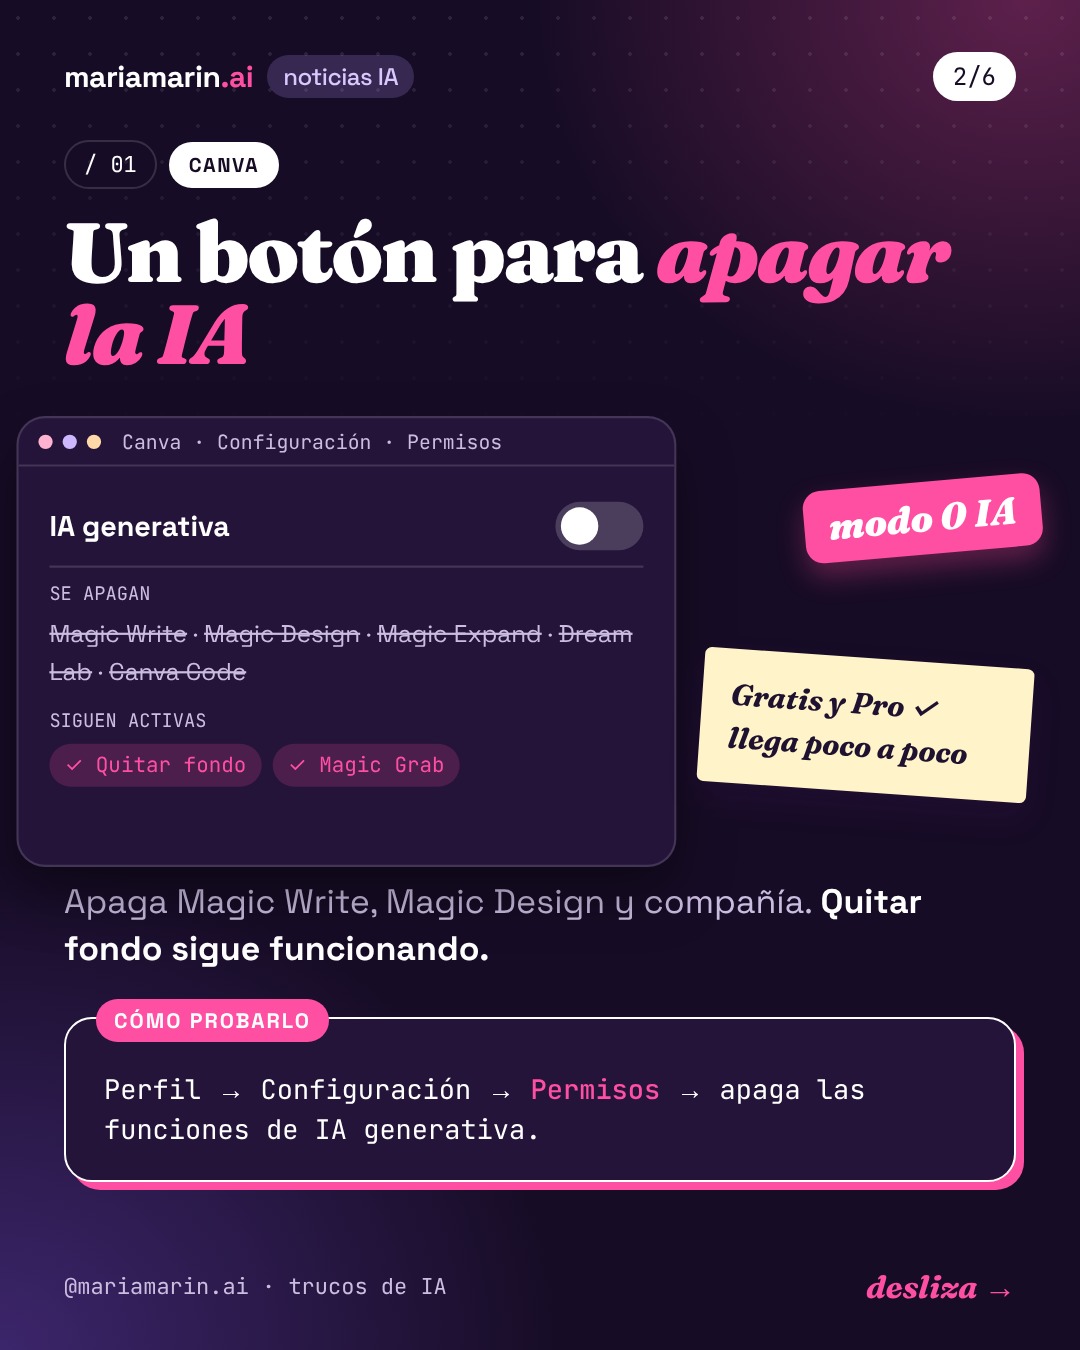 mariamarin.ai noticias IA
2/6
/ 01 CANVA
Un botón para apagar
la IA
Canva · Configuración · Permisos
IA generativa
modo 0 IA
SE APAGAN
Magic Write · Magic Design · Magic Expand · Dream
Lab · Canva Code
SIGUEN ACTIVAS
✓ Quitar fondo ✓ Magic Grab
Gratis y Pro ✓
llega poco a poco
Apaga Magic Write, Magic Design y compañía. Quitar
fondo sigue funcionando.
CÓMO PROBARLO
Perfil → Configuración → Permisos → apaga las
funciones de IA generativa.
@mariamarin.ai · trucos de IA
desliza →